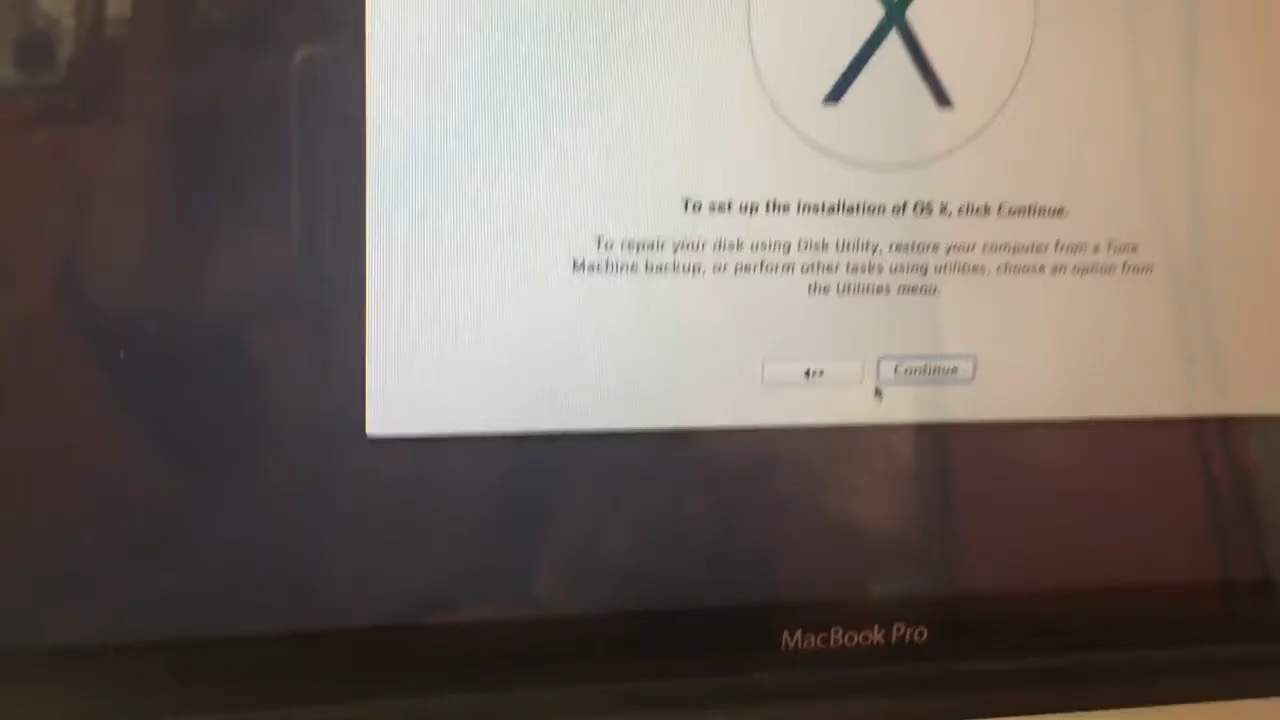 To set up the installation of OS X, click Continue.
To repair your disk using Disk Utility, restore your computer from a Time
Machine backup, or perform other tasks using utilities, choose an option from
the Utilities menu.
Continue
MacBook Pro